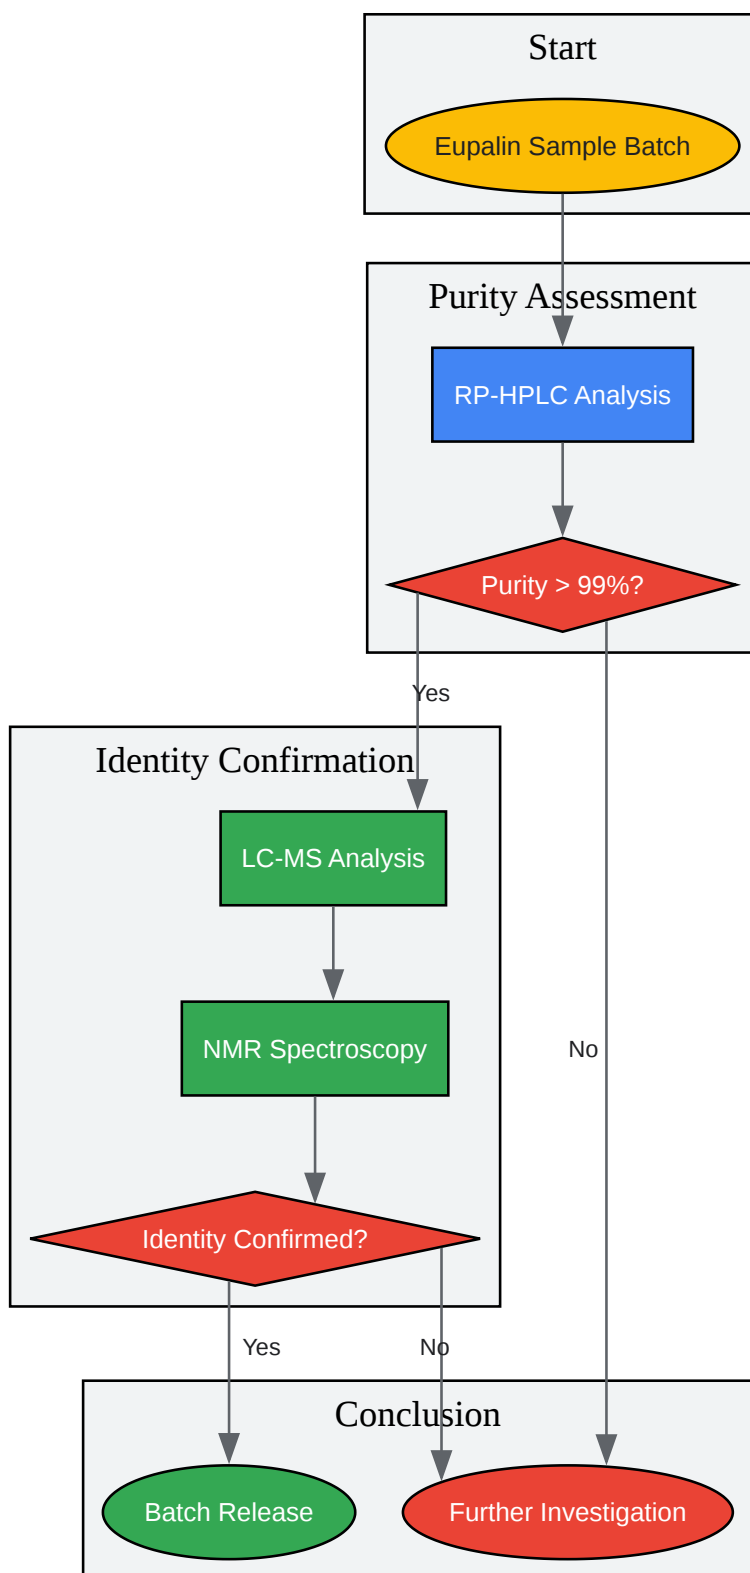 Start
Eupalin Sample Batch
Purity Assessment
RP-HPLC Analysis
Purity > 99%?
Yes
Identity Confirmation
LC-MS Analysis
NMR Spectroscopy
No
Identity Confirmed?
Yes
No
Conclusion
Batch Release
Further Investigation